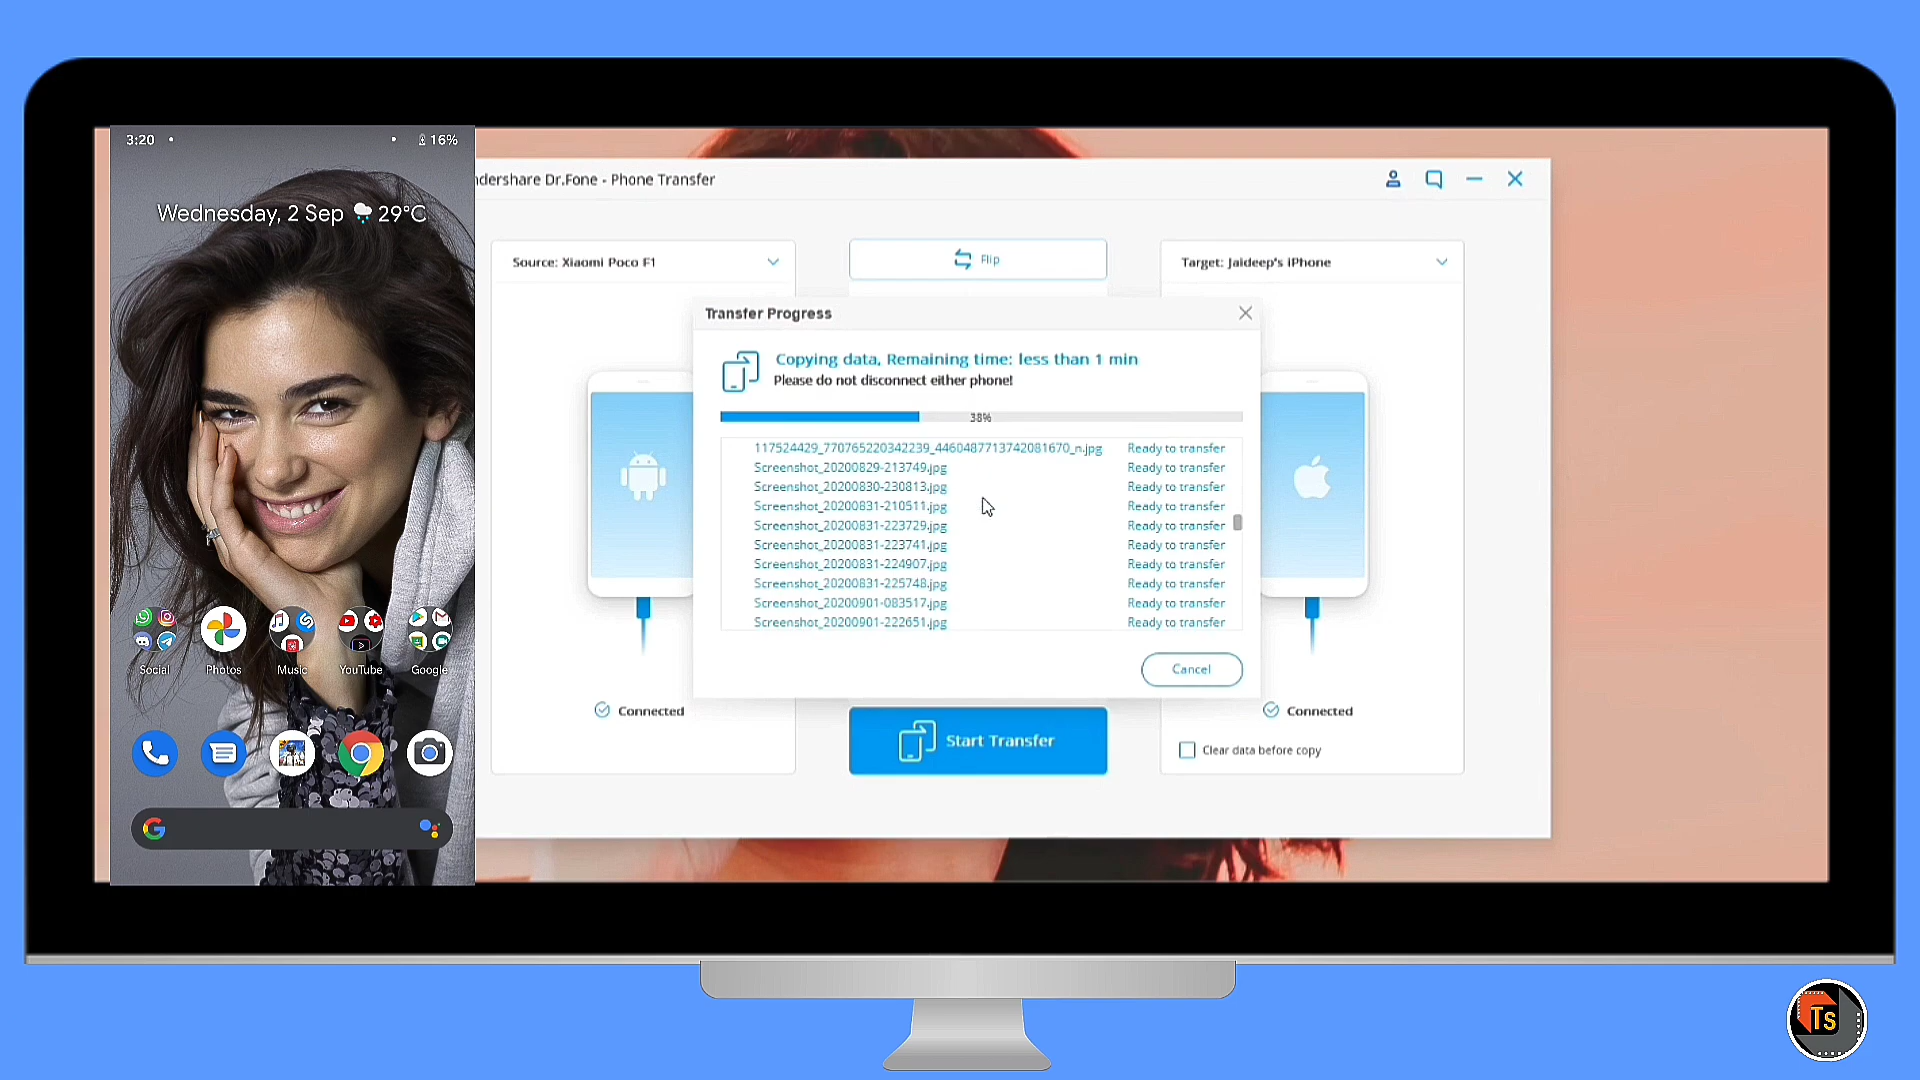 3:20
16%
Wednesday, 2 Sep 29°C
Social
Photos
Music
YouTube
Google
ndershare Dr.Fone - Phone Transfer
Source: Xiaomi Poco F1
Flip
Target: Jaideep's iPhone
Transfer Progress
Copying data, Remaining time: less than 1 min
Please do not disconnect either phone!
38%
117524429_770765220342239_4460487713742081670_n.jpg Ready to transfer
Screenshot_20200829-213749.jpg Ready to transfer
Screenshot_20200830-230813.jpg Ready to transfer
Screenshot_20200831-210511.jpg Ready to transfer
Screenshot_20200831-223729.jpg Ready to transfer
Screenshot_20200831-223741.jpg Ready to transfer
Screenshot_20200831-224907.jpg Ready to transfer
Screenshot_20200831-225748.jpg Ready to transfer
Screenshot_20200901-083517.jpg Ready to transfer
Screenshot_20200901-222651.jpg Ready to transfer
Cancel
Connected
Connected
Start Transfer
Clear data before copy
Ts